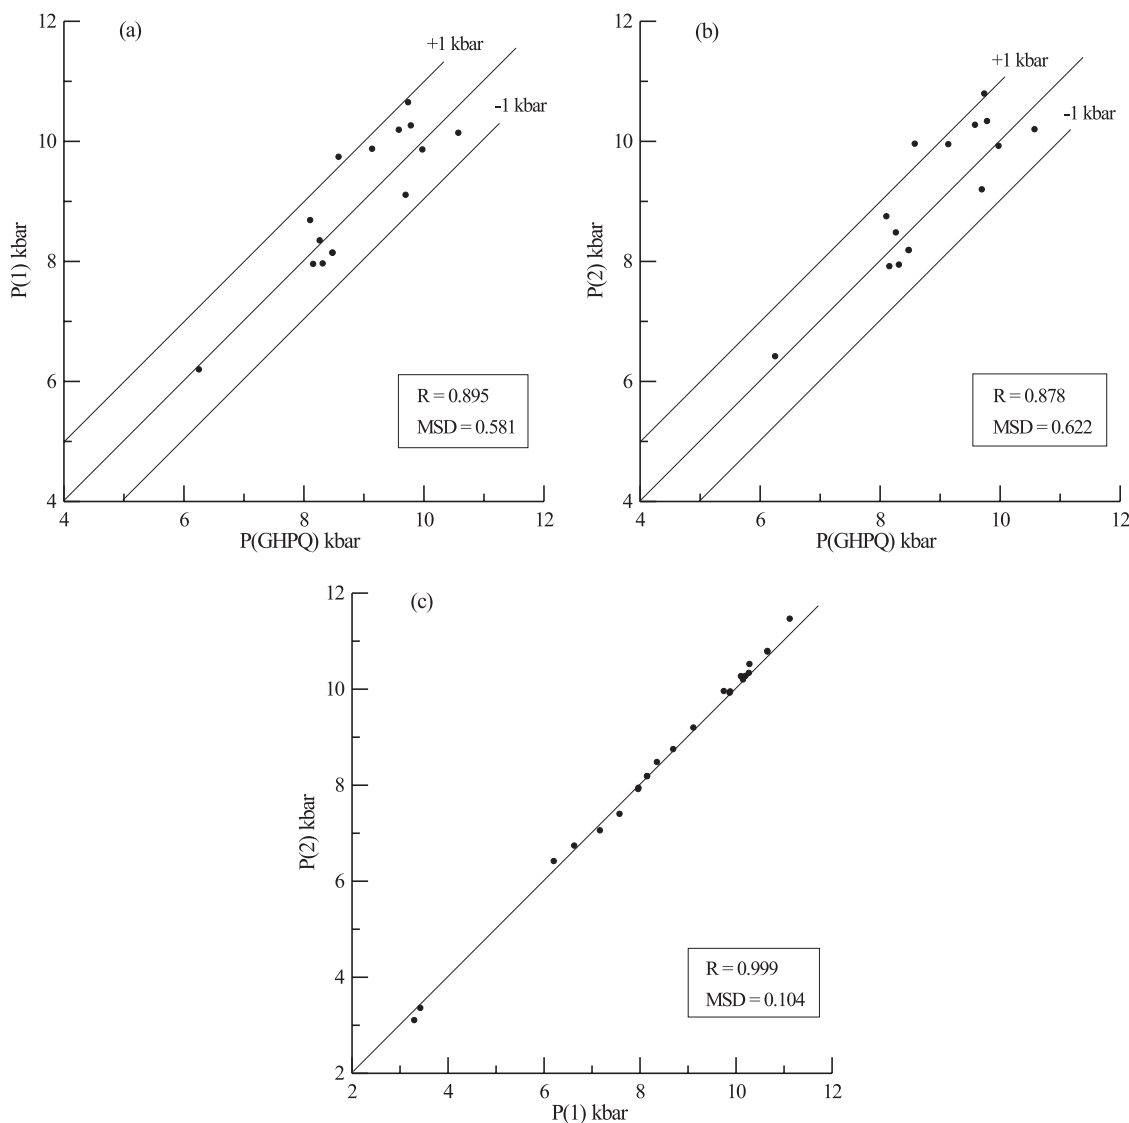 (a)
12
10
8
6
4
P(1) kbar
+1 kbar
-1 kbar
R = 0.895
MSD = 0.581
4 6 8 10 12
P(GHPQ) kbar
(b)
12
10
8
6
4
P(2) kbar
+1 kbar
-1 kbar
R = 0.878
MSD = 0.622
4 6 8 10 12
P(GHPQ) kbar
(c)
12
10
8
6
4
2
P(2) kbar
R = 0.999
MSD = 0.104
2 4 6 8 10 12
P(1) kbar